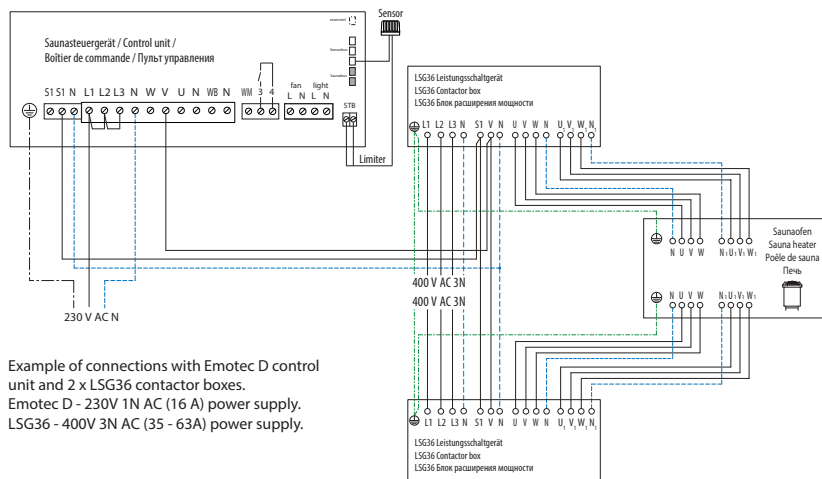 Sensor
reserviert
Sensorbus
Saunabus
Saunasteuergerät / Control unit /
Boîtier de commande / Пульт управления
S1 S1 N L1 L2 L3 N W V U N WB N WM 3 4
fan light
L N L N
STB
Limiter
230 V AC N
LSG36 Leistungsschaltgerät
LSG36 Contactor box
LSG36 Блок расширения мощности
L1 L2 L3 N S1 V N U V W N U1 V1 W1 N1
400 V AC 3N
400 V AC 3N
N U V W N1 U1 V1 W1
Saunaofen
Sauna heater
Poêle de sauna
Печь
N U V W N1 U1 V1 W1
L1 L2 L3 N S1 V N U V W N U1 V1 W1 N1
LSG36 Leistungsschaltgerät
LSG36 Contactor box
LSG36 Блок расширения мощности
Example of connections with Emotec D control
unit and 2 x LSG36 contactor boxes.
Emotec D - 230V 1N AC (16 A) power supply.
LSG36 - 400V 3N AC (35 - 63A) power supply.